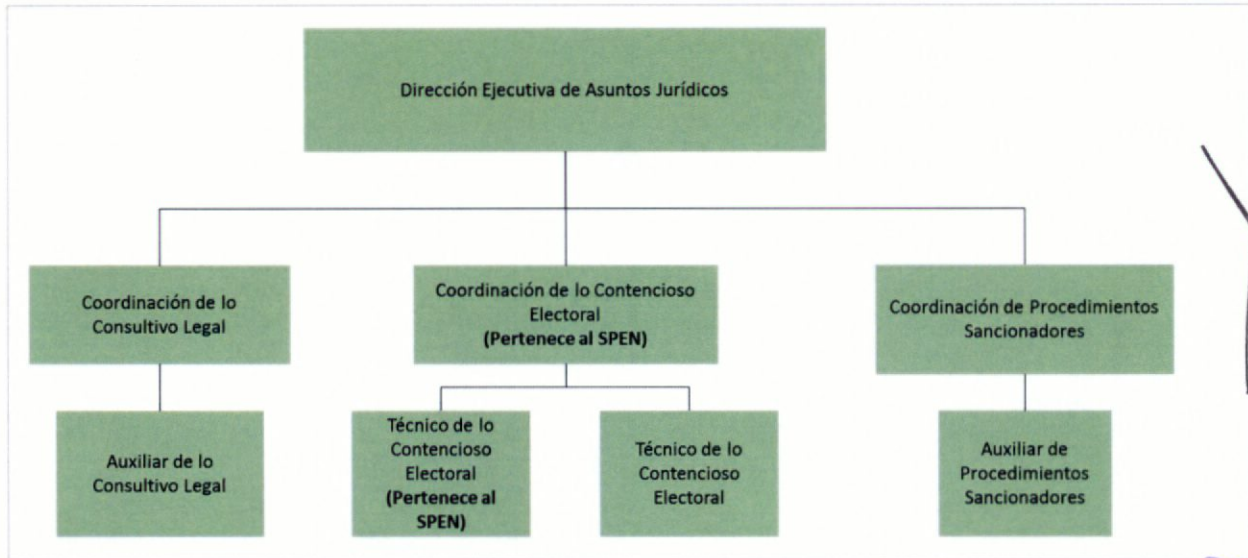 Dirección Ejecutiva de Asuntos Jurídicos
Coordinación de lo
Consultivo Legal
Coordinación de lo Contencioso
Electoral
(Pertenece al SPEN)
Coordinación de Procedimientos
Sancionadores
Auxiliar de lo
Consultivo Legal
Técnico de lo
Contencioso
Electoral
(Pertenece al
SPEN)
Técnico de lo
Contencioso
Electoral
Auxiliar de
Procedimientos
Sancionadores